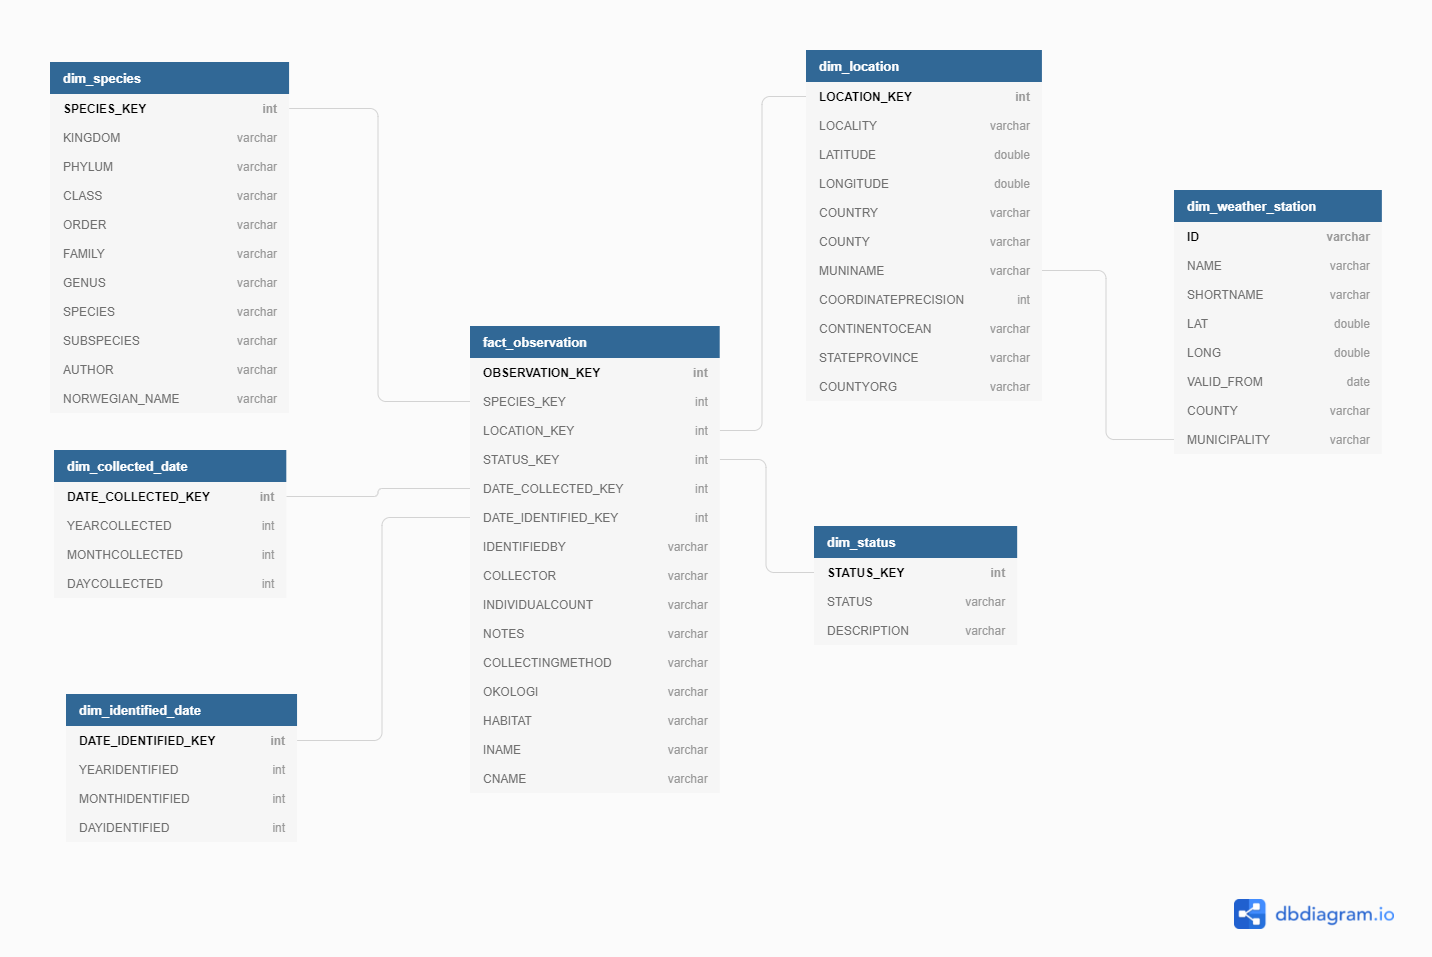 dim_species
SPECIES_KEY int
KINGDOM varchar
PHYLUM varchar
CLASS varchar
ORDER varchar
FAMILY varchar
GENUS varchar
SPECIES varchar
SUBSPECIES varchar
AUTHOR varchar
NORWEGIAN_NAME varchar
dim_collected_date
DATE_COLLECTED_KEY int
YEARCOLLECTED int
MONTHCOLLECTED int
DAYCOLLECTED int
dim_identified_date
DATE_IDENTIFIED_KEY int
YEARIDENTIFIED int
MONTHIDENTIFIED int
DAYIDENTIFIED int
fact_observation
OBSERVATION_KEY int
SPECIES_KEY int
LOCATION_KEY int
STATUS_KEY int
DATE_COLLECTED_KEY int
DATE_IDENTIFIED_KEY int
IDENTIFIEDBY varchar
COLLECTOR varchar
INDIVIDUALCOUNT varchar
NOTES varchar
COLLECTINGMETHOD varchar
OKOLOGI varchar
HABITAT varchar
INAME varchar
CNAME varchar
dim_location
LOCATION_KEY int
LOCALITY varchar
LATITUDE double
LONGITUDE double
COUNTRY varchar
COUNTY varchar
MUNINAME varchar
COORDINATEPRECISION int
CONTINENTOCEAN varchar
STATEPROVINCE varchar
COUNTYORG varchar
dim_status
STATUS_KEY int
STATUS varchar
DESCRIPTION varchar
dim_weather_station
ID varchar
NAME varchar
SHORTNAME varchar
LAT double
LONG double
VALID_FROM date
COUNTY varchar
MUNICIPALITY varchar
dbdiagram.io